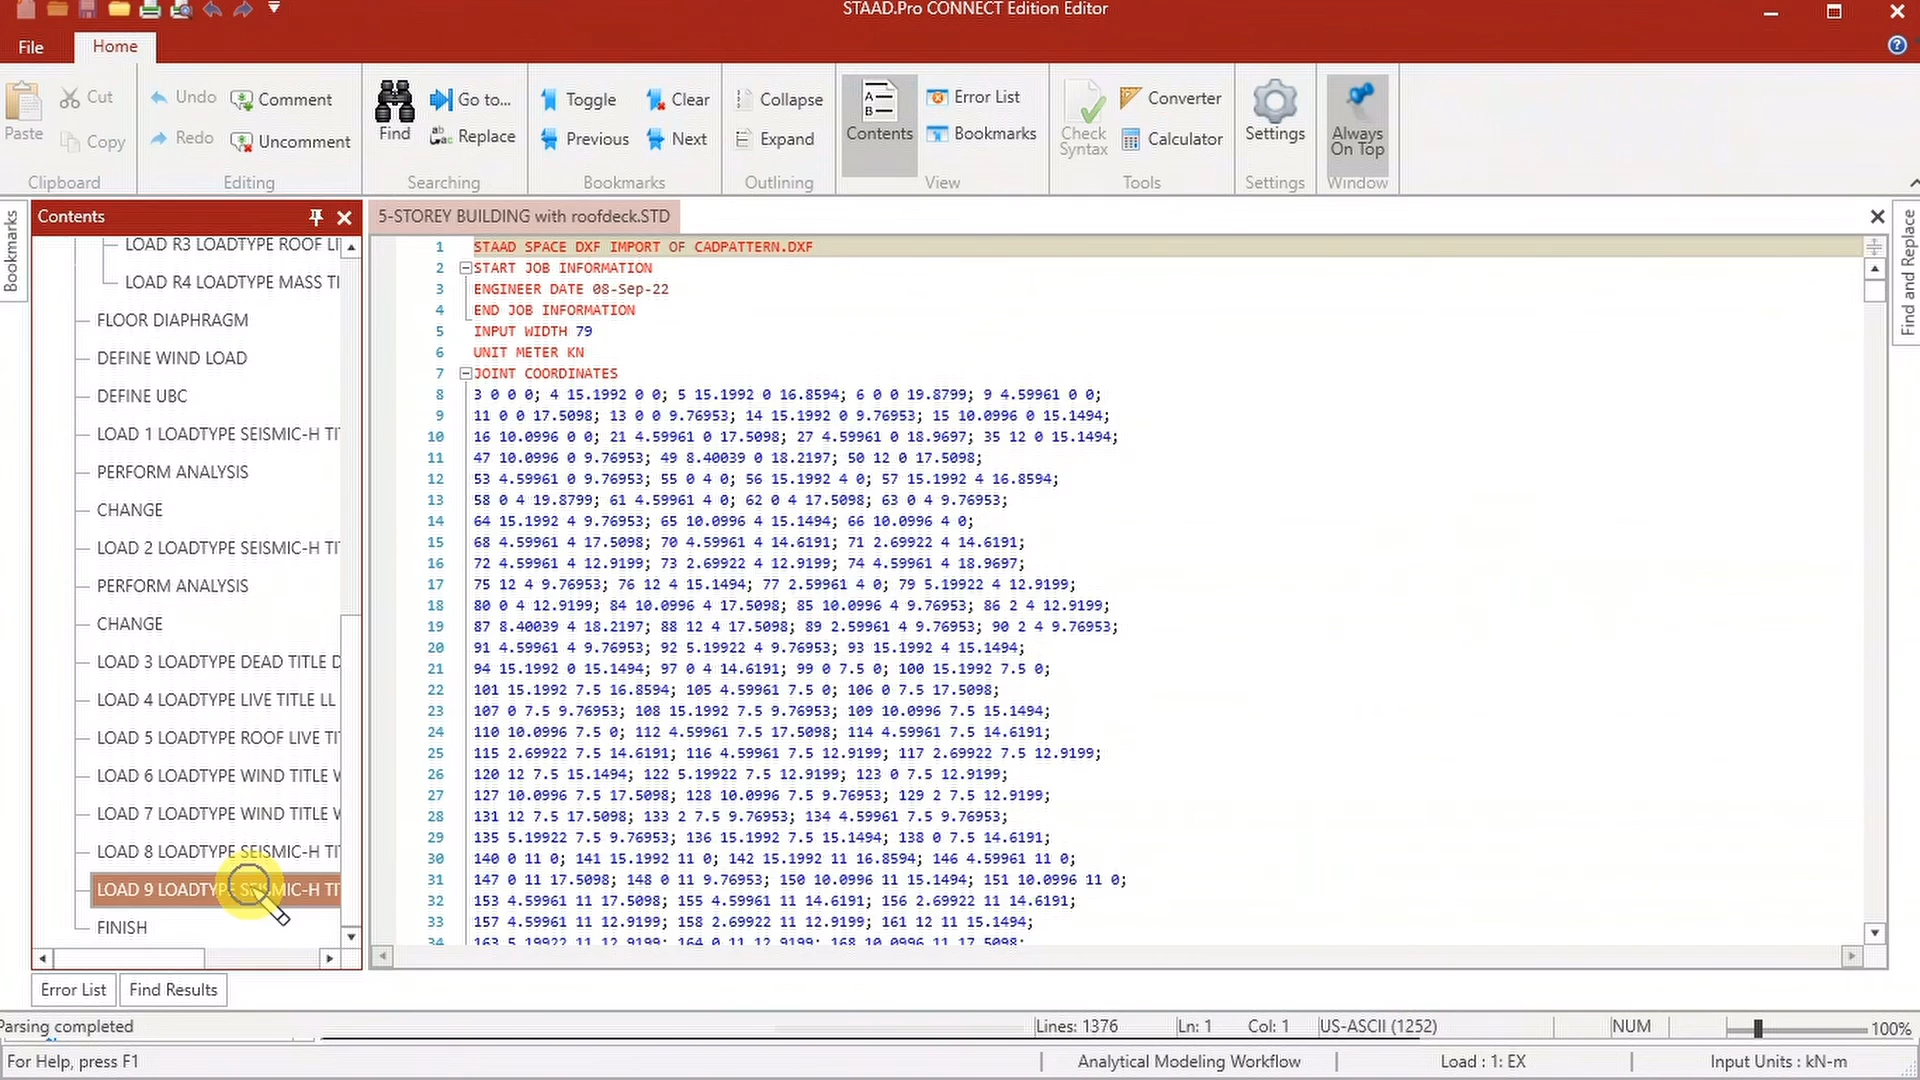 STAAD.Pro CONNECT Edition Editor
File
Home
Paste
Cut
Copy
Clipboard
Undo
Redo
Comment
Uncomment
Editing
Find
Go to...
Replace
Searching
Toggle
Previous
Clear
Next
Bookmarks
Collapse
Expand
Outlining
Contents
Error List
Bookmarks
View
Check Syntax
Converter
Calculator
Tools
Settings
Settings
Always On Top
Window
Bookmarks
Contents
LOAD R3 LOADTYPE ROOF LI
LOAD R4 LOADTYPE MASS TI
FLOOR DIAPHRAGM
DEFINE WIND LOAD
DEFINE UBC
LOAD 1 LOADTYPE SEISMIC-H TI
PERFORM ANALYSIS
CHANGE
LOAD 2 LOADTYPE SEISMIC-H TI
PERFORM ANALYSIS
CHANGE
LOAD 3 LOADTYPE DEAD TITLE D
LOAD 4 LOADTYPE LIVE TITLE LL
LOAD 5 LOADTYPE ROOF LIVE TI
LOAD 6 LOADTYPE WIND TITLE W
LOAD 7 LOADTYPE WIND TITLE W
LOAD 8 LOADTYPE SEISMIC-H TI
LOAD 9 LOADTYPE SEISMIC-H TI
FINISH
5-STOREY BUILDING with roofdeck.STD
1 STAAD SPACE DXF IMPORT OF CADPATTERN.DXF
2 START JOB INFORMATION
3 ENGINEER DATE 08-Sep-22
4 END JOB INFORMATION
5 INPUT WIDTH 79
6 UNIT METER KN
7 JOINT COORDINATES
8 3 0 0 0; 4 15.1992 0 0; 5 15.1992 0 16.8594; 6 0 0 19.8799; 9 4.59961 0 0;
9 11 0 0 17.5098; 13 0 0 9.76953; 14 15.1992 0 9.76953; 15 10.0996 0 15.1494;
10 16 10.0996 0 0; 21 4.59961 0 17.5098; 27 4.59961 0 18.9697; 35 12 0 15.1494;
11 47 10.0996 0 9.76953; 49 8.40039 0 18.2197; 50 12 0 17.5098;
12 53 4.59961 0 9.76953; 55 0 4 0; 56 15.1992 4 0; 57 15.1992 4 16.8594;
13 58 0 4 19.8799; 61 4.59961 4 0; 62 0 4 17.5098; 63 0 4 9.76953;
14 64 15.1992 4 9.76953; 65 10.0996 4 15.1494; 66 10.0996 4 0;
15 68 4.59961 4 17.5098; 70 4.59961 4 14.6191; 71 2.69922 4 14.6191;
16 72 4.59961 4 12.9199; 73 2.69922 4 12.9199; 74 4.59961 4 18.9697;
17 75 12 4 9.76953; 76 12 4 15.1494; 77 2.59961 4 0; 79 5.19922 4 12.9199;
18 80 0 4 12.9199; 84 10.0996 4 17.5098; 85 10.0996 4 9.76953; 86 2 4 12.9199;
19 87 8.40039 4 18.2197; 88 12 4 17.5098; 89 2.59961 4 9.76953; 90 2 4 9.76953;
20 91 4.59961 4 9.76953; 92 5.19922 4 9.76953; 93 15.1992 4 15.1494;
21 94 15.1992 0 15.1494; 97 0 4 14.6191; 99 0 7.5 0; 100 15.1992 7.5 0;
22 101 15.1992 7.5 16.8594; 105 4.59961 7.5 0; 106 0 7.5 17.5098;
23 107 0 7.5 9.76953; 108 15.1992 7.5 9.76953; 109 10.0996 7.5 15.1494;
24 110 10.0996 7.5 0; 112 4.59961 7.5 17.5098; 114 4.59961 7.5 14.6191;
25 115 2.69922 7.5 14.6191; 116 4.59961 7.5 12.9199; 117 2.69922 7.5 12.9199;
26 120 12 7.5 15.1494; 122 5.19922 7.5 12.9199; 123 0 7.5 12.9199;
27 127 10.0996 7.5 17.5098; 128 10.0996 7.5 9.76953; 129 2 7.5 12.9199;
28 131 12 7.5 17.5098; 133 2 7.5 9.76953; 134 4.59961 7.5 9.76953;
29 135 5.19922 7.5 9.76953; 136 15.1992 7.5 15.1494; 138 0 7.5 14.6191;
30 140 0 11 0; 141 15.1992 11 0; 142 15.1992 11 16.8594; 146 4.59961 11 0;
31 147 0 11 17.5098; 148 0 11 9.76953; 150 10.0996 11 15.1494; 151 10.0996 11 0;
32 153 4.59961 11 17.5098; 155 4.59961 11 14.6191; 156 2.69922 11 14.6191;
33 157 4.59961 11 12.9199; 158 2.69922 11 12.9199; 161 12 11 15.1494;
34 163 5.19922 11 12.9199; 164 0 11 12.9199; 168 10.0996 11 17.5098;
Find and Replace
Error List
Find Results
Parsing completed
Lines: 1376
Ln: 1
Col: 1
US-ASCII (1252)
NUM
100%
For Help, press F1
Analytical Modeling Workflow
Load : 1: EX
Input Units : kN-m